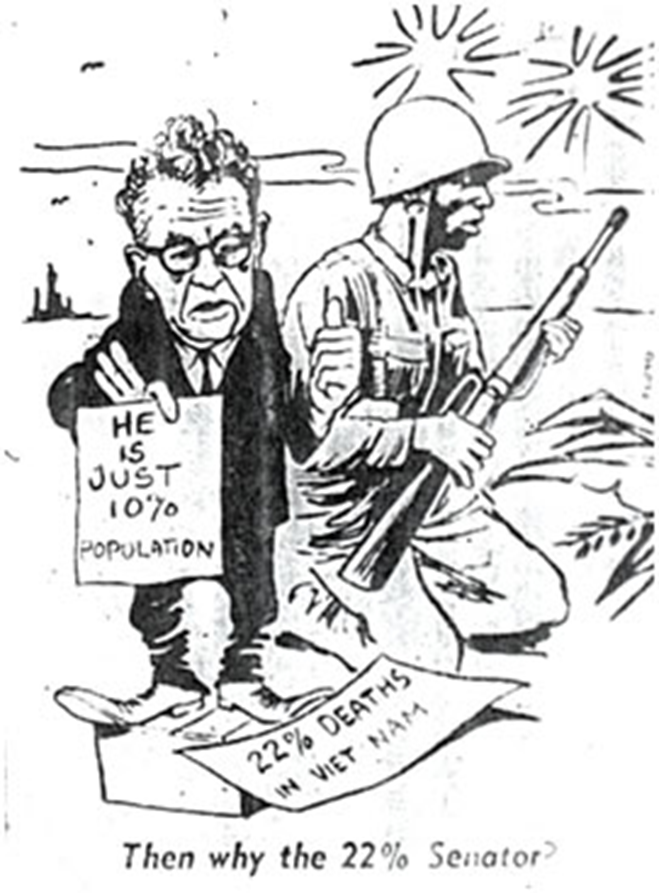 HE
IS
JUST
10%
POPULATION
22% DEATHS
IN VIET NAM
Then why the 22% Senator?